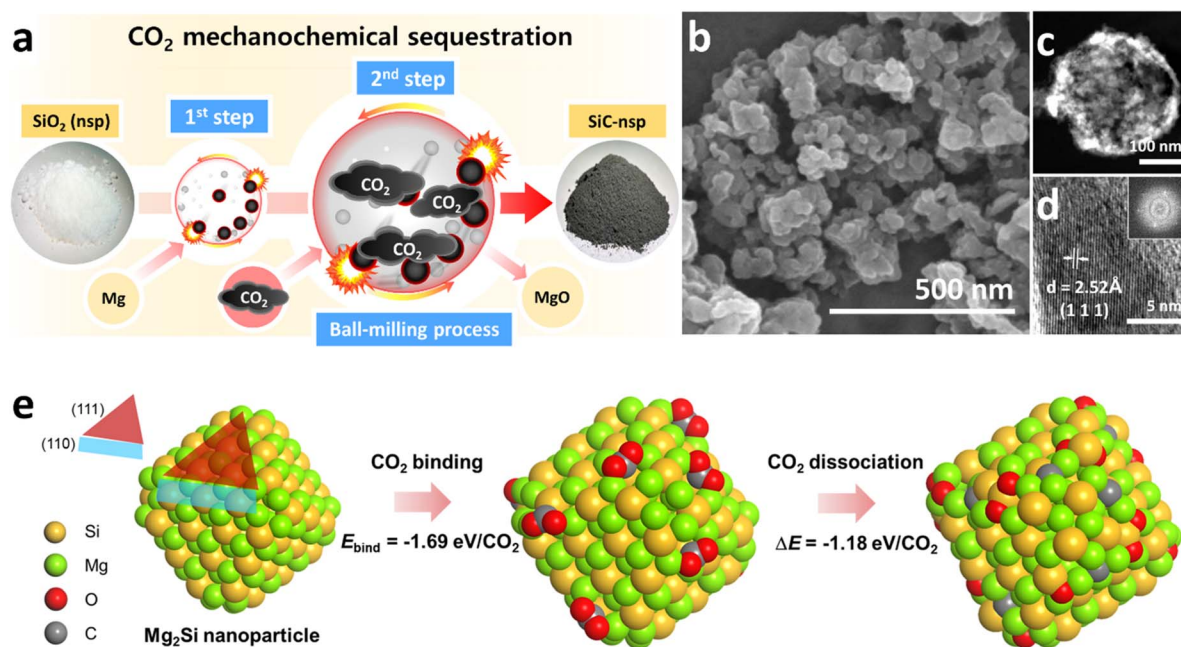 a
CO₂ mechanochemical sequestration
SiO₂ (nsp)
1st step
2nd step
SiC-nsp
CO₂
CO₂
CO₂
Mg
CO₂
MgO
Ball-milling process
b
500 nm
c
100 nm
d
d = 2.52Å
(1 1 1)
5 nm
e
(111)
(110)
Si
Mg
O
C
Mg₂Si nanoparticle
CO₂ binding
E_bind = -1.69 eV/CO₂
CO₂ dissociation
ΔE = -1.18 eV/CO₂